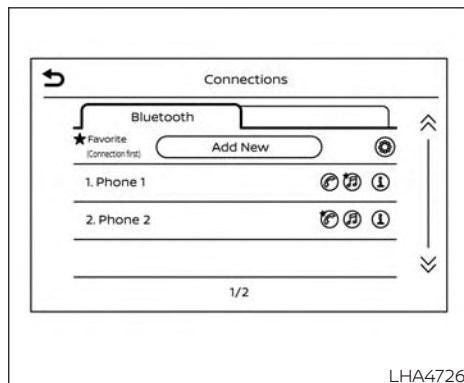 Connections
Bluetooth
★Favorite
(Connection first)
Add New
1. Phone 1
2. Phone 2
1/2
LHA4726